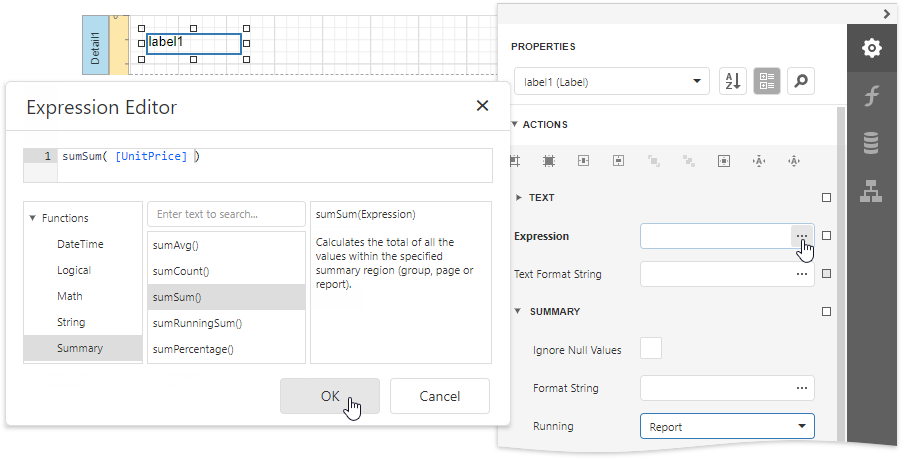 Detail1
label1
PROPERTIES
label1 (Label)
A
Z
ACTIONS
TEXT
Expression
...
Text Format String
...
SUMMARY
Ignore Null Values
Format String
...
Running
Report
Expression Editor
1 sumSum( [UnitPrice] )
Functions
DateTime
Logical
Math
String
Summary
Enter text to search...
sumAvg()
sumCount()
sumSum()
sumRunningSum()
sumPercentage()
sumSum(Expression)
Calculates the total of all the
values within the specified
summary region (group, page or
report).
OK
Cancel